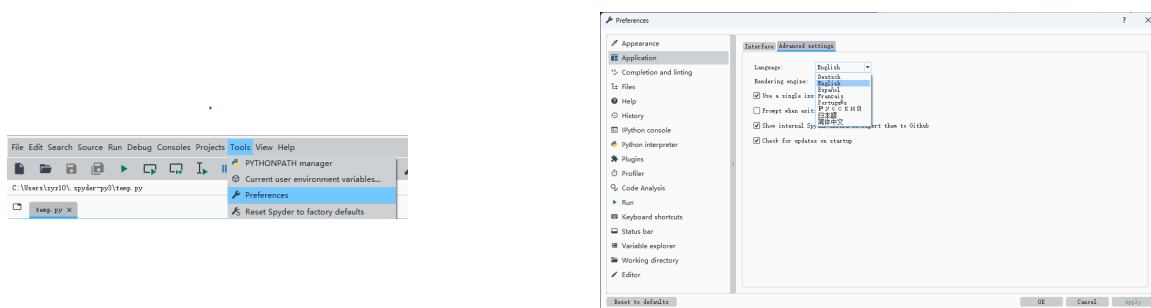 File Edit Search Source Run Debug Consoles Projects Tools View Help
PYTHONPATH manager
Current user environment variables...
Preferences
Reset Spyder to factory defaults
C:\Users\zyz10\.spyder-py3\temp.py
temp.py ×
Preferences
? ×
Appearance
Application
Completion and linting
Files
Help
History
IPython console
Python interpreter
Plugins
Profiler
Code Analysis
Run
Keyboard shortcuts
Status bar
Variable explorer
Working directory
Editor
Interface Advanced settings
Language: English
Deutsch
English
Español
Français
Português
Русский
日本語
简体中文
Rendering engine:
Use a single ins
Prompt when exit
Show internal Spy to report them to Github
Check for updates on startup
Reset to defaults
OK Cancel Apply